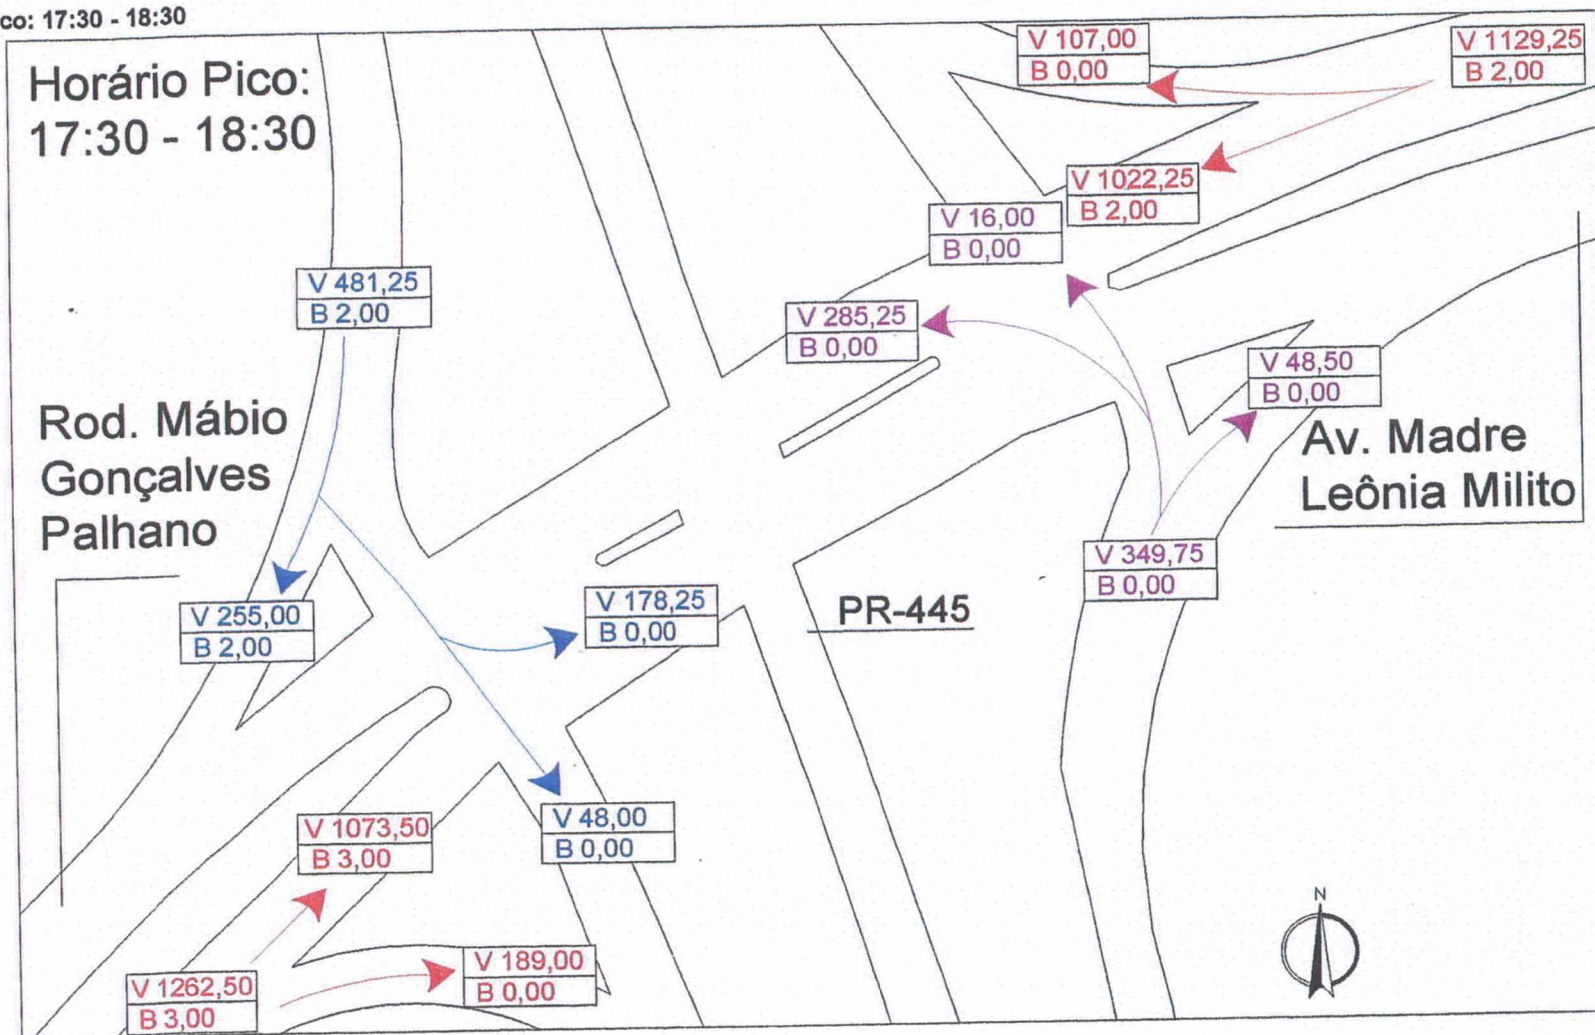 co: 17:30 - 18:30
Horário Pico:
17:30 - 18:30
V 107,00
B 0,00
V 1129,25
B 2,00
V 1022,25
B 2,00
V 16,00
B 0,00
V 481,25
B 2,00
V 285,25
B 0,00
V 48,50
B 0,00
Rod. Mábio
Gonçalves
Palhano
Av. Madre
Leônia Milito
V 349,75
B 0,00
V 255,00
B 2,00
V 178,25
B 0,00
PR-445
V 1073,50
B 3,00
V 48,00
B 0,00
N
V 189,00
B 0,00
V 1262,50
B 3,00